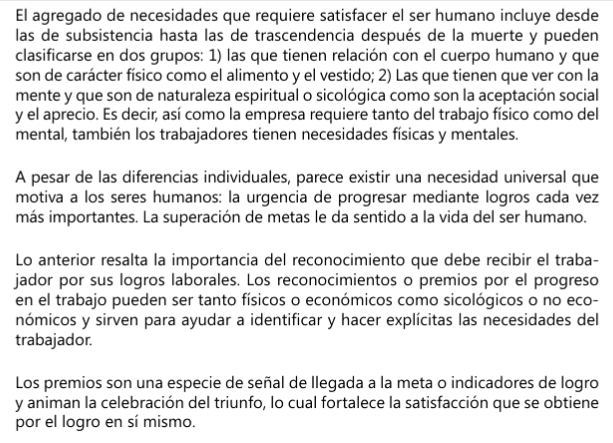 El agregado de necesidades que requiere satisfacer el ser humano incluye desde
las de subsistencia hasta las de trascendencia después de la muerte y pueden
clasificarse en dos grupos: 1) las que tienen relación con el cuerpo humano y que
son de carácter físico como el alimento y el vestido; 2) Las que tienen que ver con la
mente y que son de naturaleza espiritual o sicológica como son la aceptación social
y el aprecio. Es decir, así como la empresa requiere tanto del trabajo físico como del
mental, también los trabajadores tienen necesidades físicas y mentales.
A pesar de las diferencias individuales, parece existir una necesidad universal que
motiva a los seres humanos: la urgencia de progresar mediante logros cada vez
más importantes. La superación de metas le da sentido a la vida del ser humano.
Lo anterior resalta la importancia del reconocimiento que debe recibir el traba-
jador por sus logros laborales. Los reconocimientos o premios por el progreso
en el trabajo pueden ser tanto físicos o económicos como sicológicos o no eco-
nómicos y sirven para ayudar a identificar y hacer explícitas las necesidades del
trabajador.
Los premios son una especie de señal de llegada a la meta o indicadores de logro
y animan la celebración del triunfo, lo cual fortalece la satisfacción que se obtiene
por el logro en sí mismo.